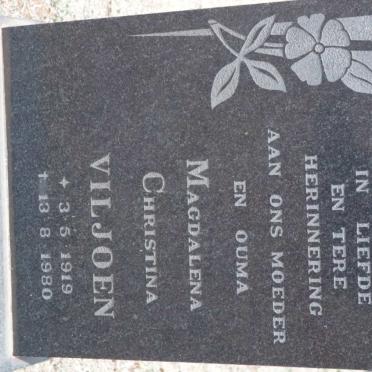 IN LIEFDE
EN TERE
HERINNERING
AAN ONS MOEDER
EN OUMA
MAGDALENA
CHRISTINA
VILJOEN
★ 3.5.1919
† 13.8.1980